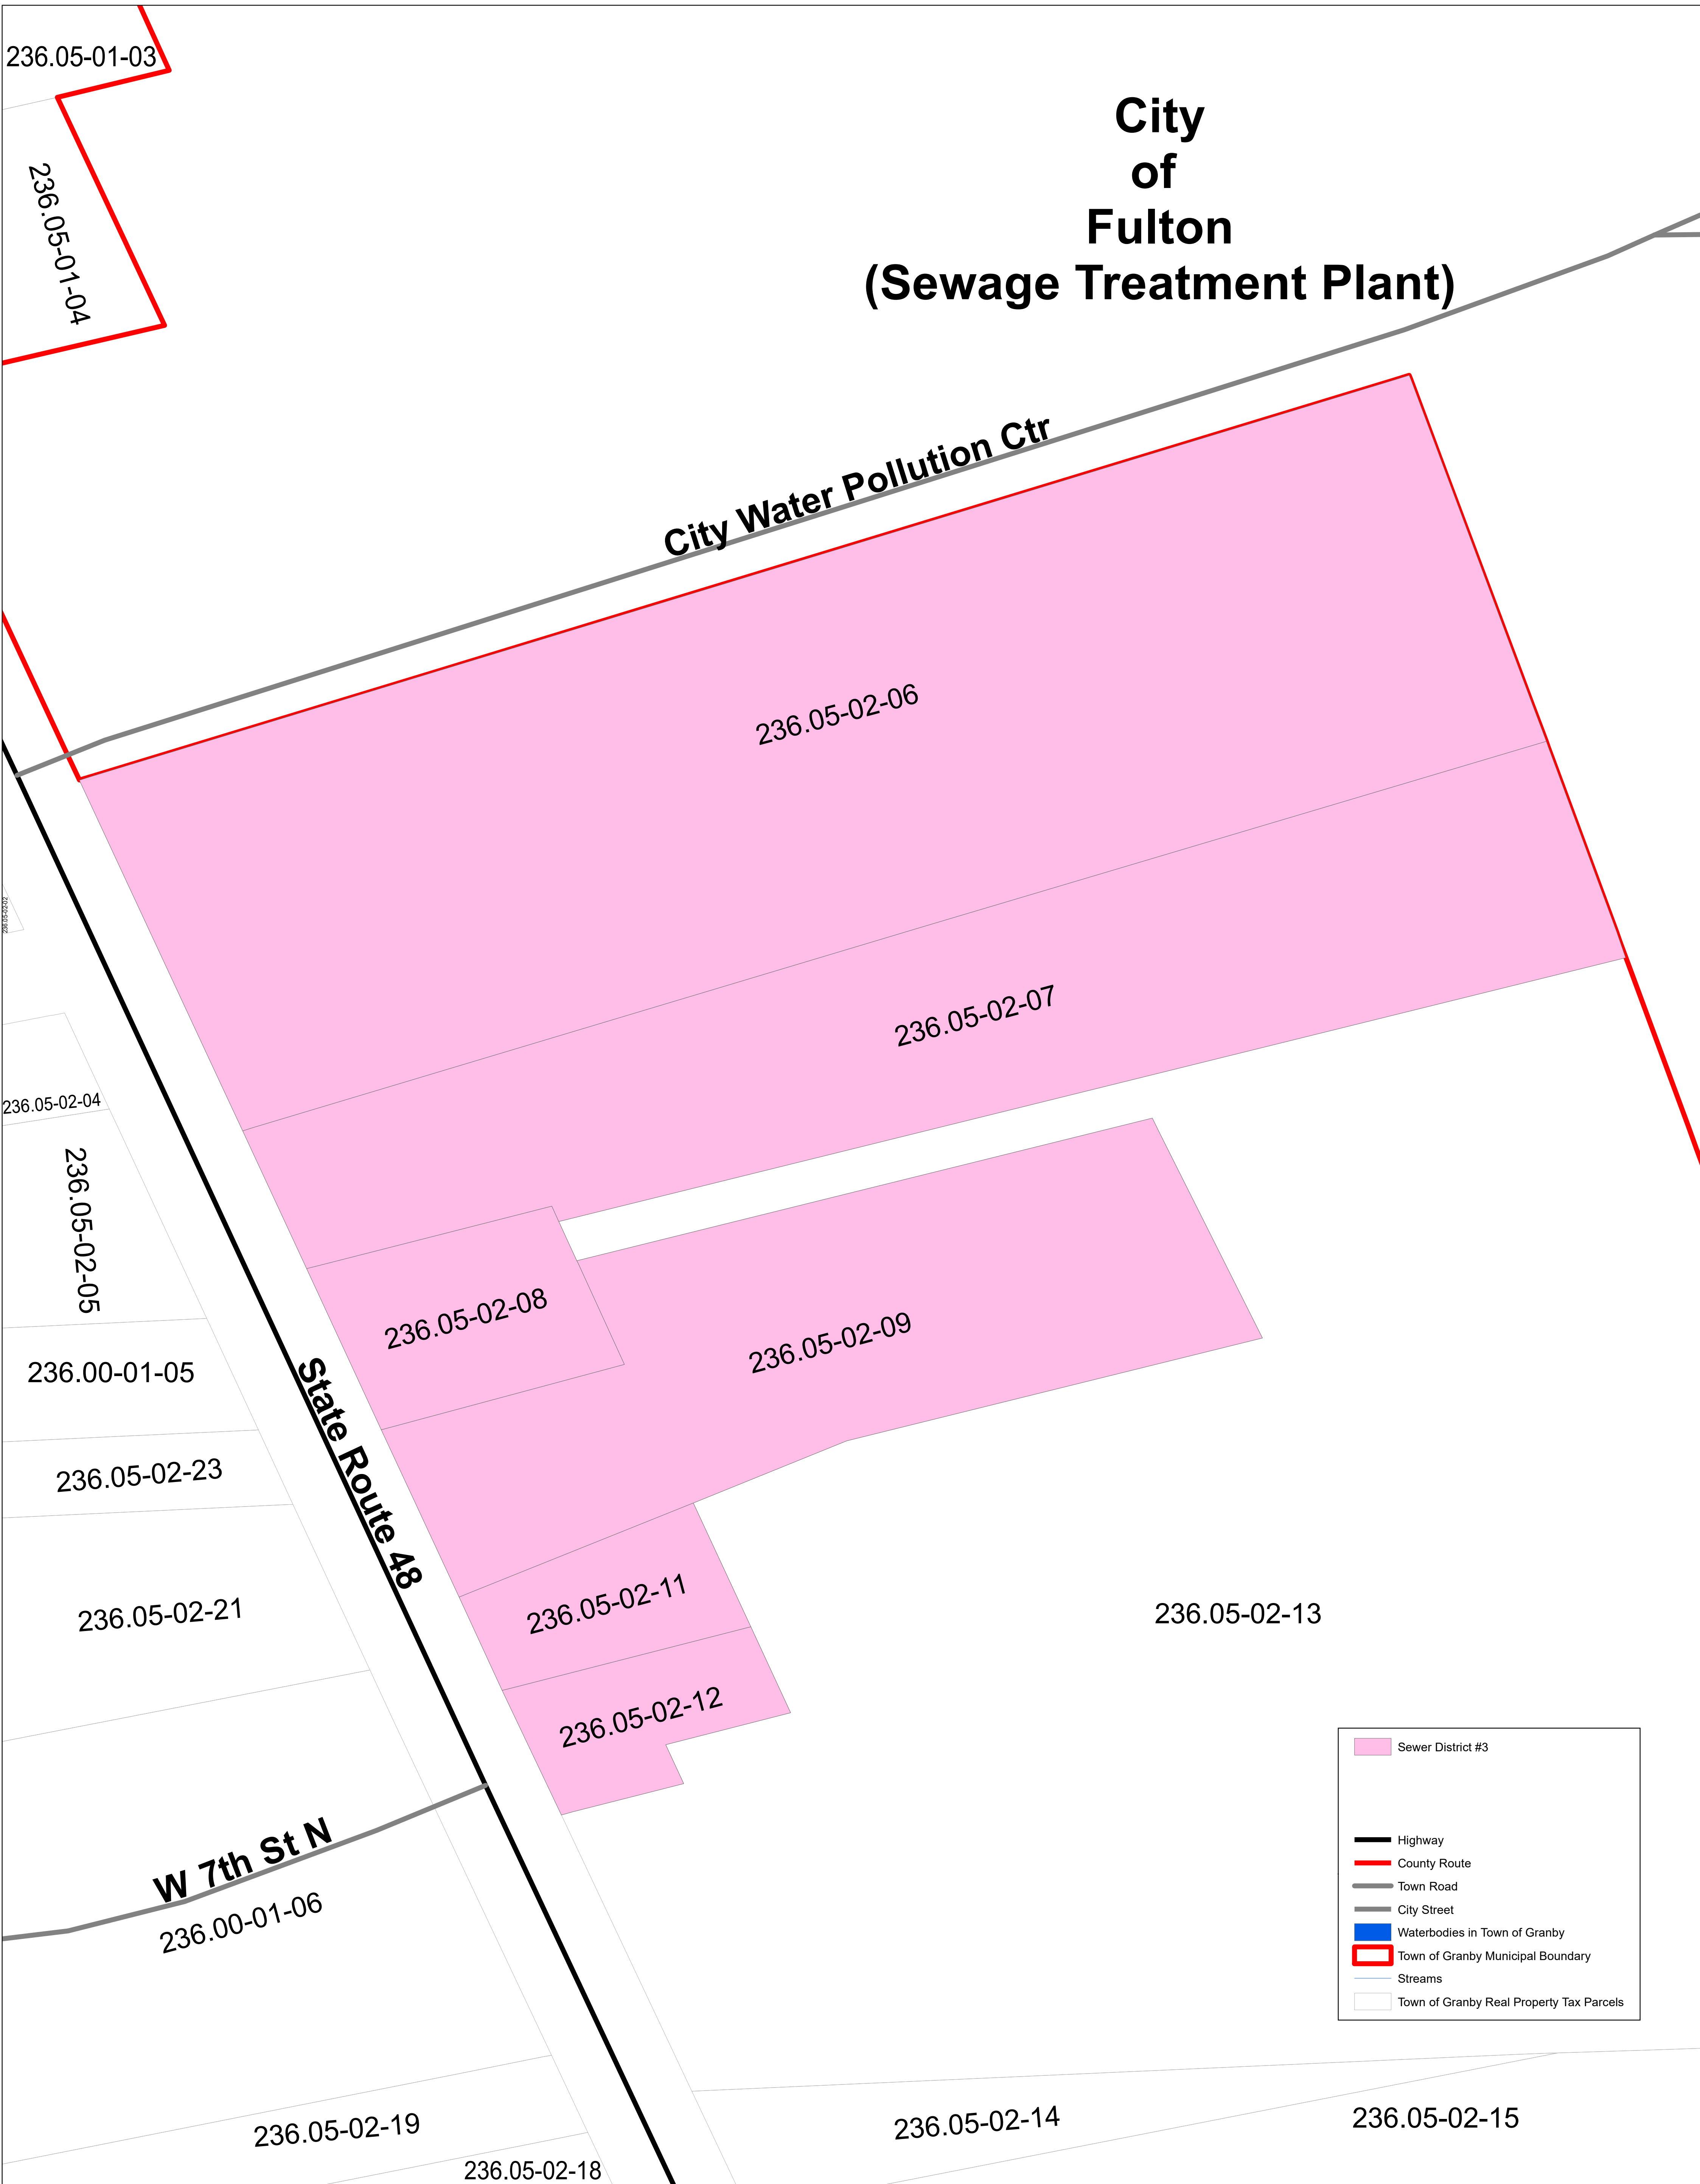 236.05-01-03
City
of
Fulton
(Sewage Treatment Plant)
236.05-01-04
City Water Pollution Ctr
236.05-02-06
236.05-02-02
236.05-02-07
236.05-02-04
236.05-02-05
236.05-02-08
236.05-02-09
236.00-01-05
State Route 48
236.05-02-23
236.05-02-11
236.05-02-21
236.05-02-13
236.05-02-12
Sewer District #3
Highway
County Route
Town Road
City Street
Waterbodies in Town of Granby
Town of Granby Municipal Boundary
Streams
Town of Granby Real Property Tax Parcels
W 7th St N
236.00-01-06
236.05-02-19
236.05-02-14
236.05-02-15
236.05-02-18